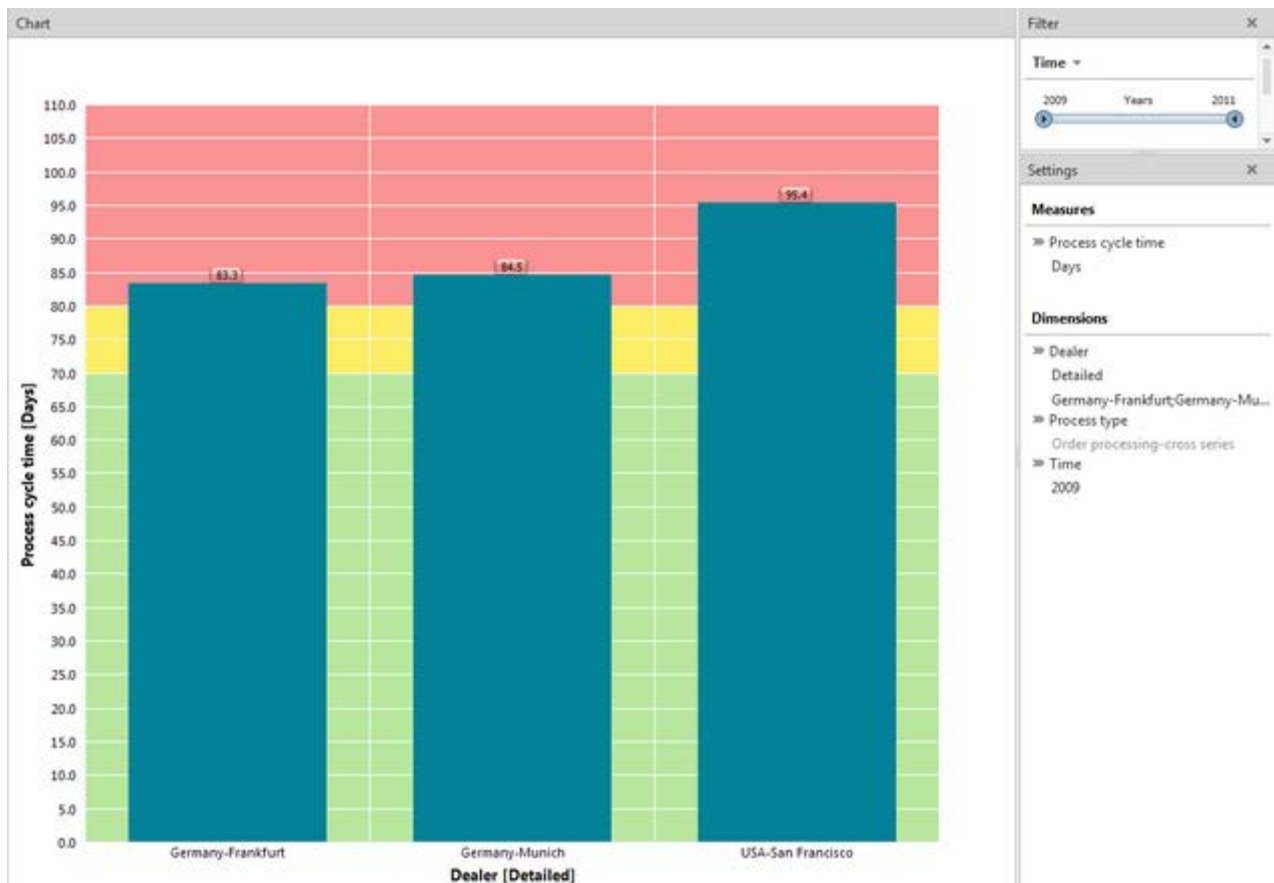 Chart
110.0
105.0
100.0
95.0
90.0
85.0
80.0
75.0
70.0
65.0
60.0
55.0
50.0
45.0
40.0
35.0
30.0
25.0
20.0
15.0
10.0
5.0
0.0
Process cycle time [Days]
83.3
84.5
95.4
Germany-Frankfurt
Germany-Munich
USA-San Francisco
Dealer [Detailed]
Filter
Time
2009 Years 2011
Settings
Measures
Process cycle time
Days
Dimensions
Dealer
Detailed
Germany-Frankfurt;Germany-Mu...
Process type
Order processing-cross series
Time
2009